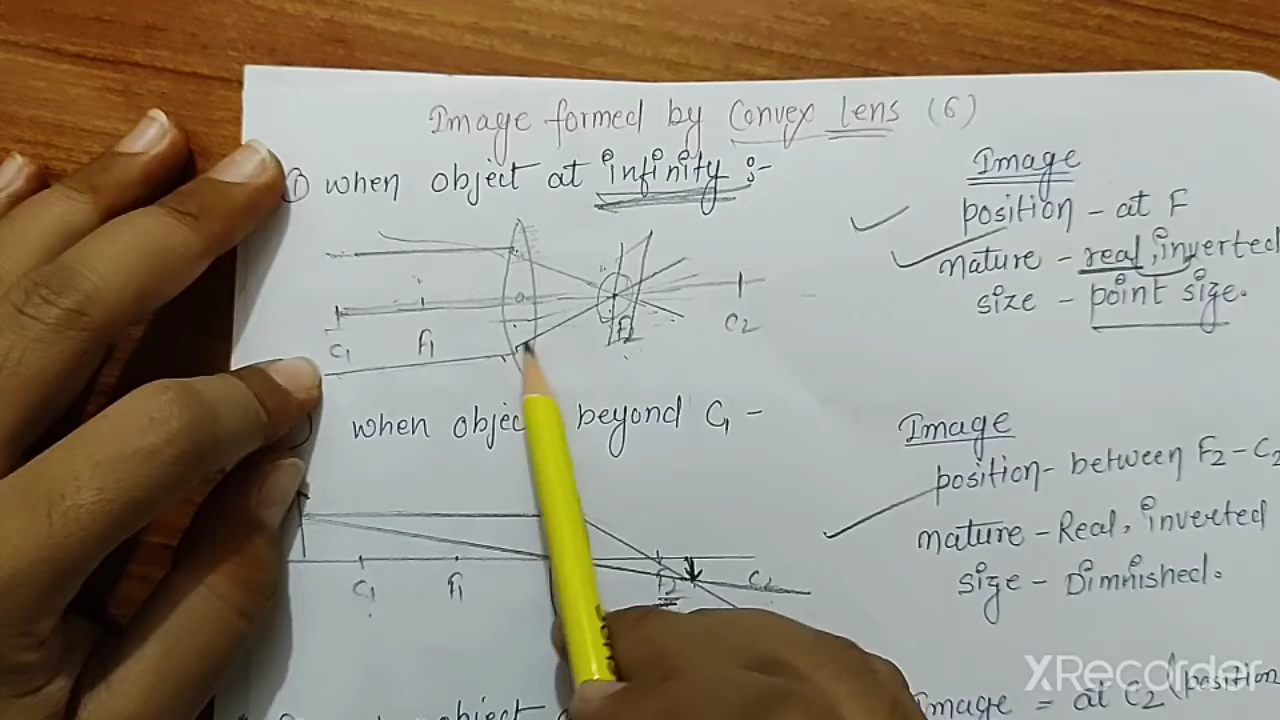 Image formed by Convex lens (6)
① when object at infinity :-
Image
position - at F
nature - real, inverted
size - point size.
C1 F1 F2 C2
when objec beyond C1 -
Image
position - between F2 - C2
nature - Real, inverted
size - Dimnished.
C1 F1 F2 C2
object
Image = at C2 (position
XRecorder